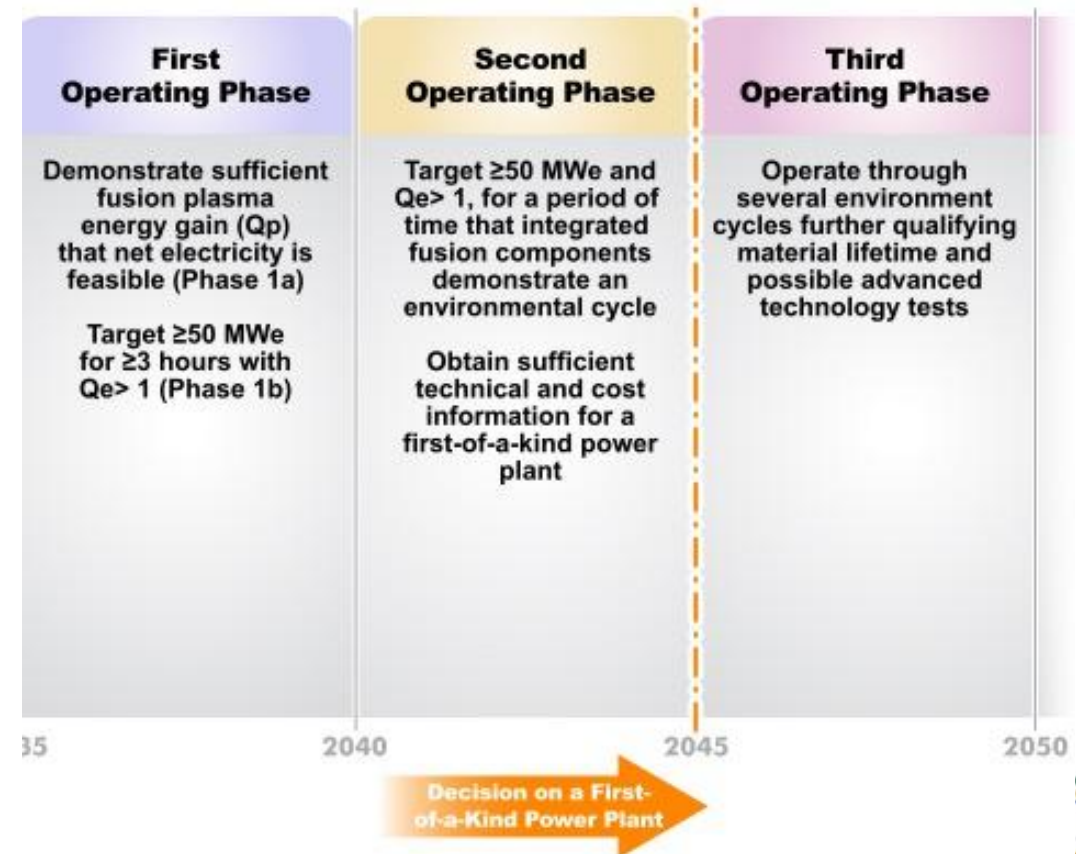 First
Operating Phase
Demonstrate sufficient
fusion plasma
energy gain (Qp)
that net electricity is
feasible (Phase 1a)
Target ≥50 MWe
for ≥3 hours with
Qe> 1 (Phase 1b)
Second
Operating Phase
Target ≥50 MWe and
Qe> 1, for a period of
time that integrated
fusion components
demonstrate an
environmental cycle
Obtain sufficient
technical and cost
information for a
first-of-a-kind power
plant
Third
Operating Phase
Operate through
several environment
cycles further qualifying
material lifetime and
possible advanced
technology tests
35
2040
2045
2050
Decision on a First-
of-a-Kind Power Plant